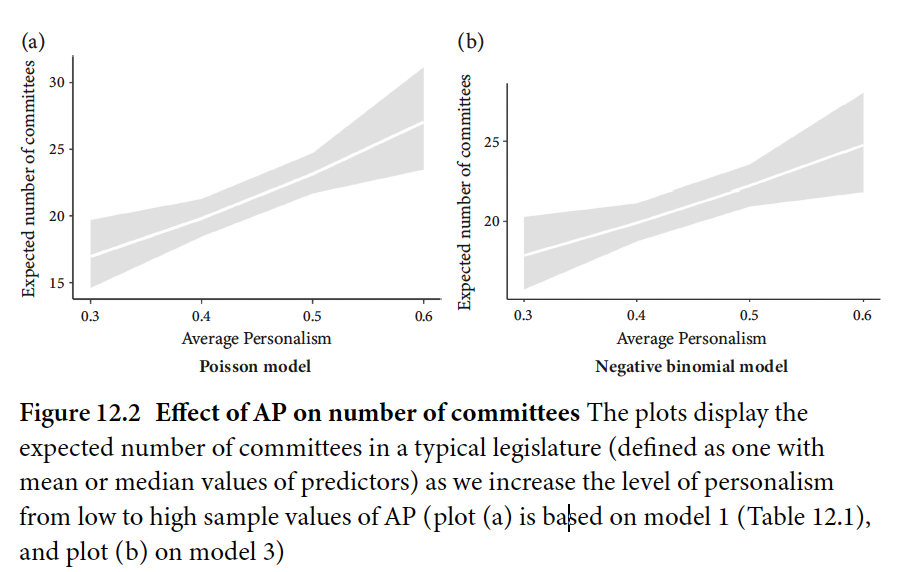 (a)
Expected number of committees
30
25
20
15
0.3 0.4 0.5 0.6
Average Personalism
Poisson model
(b)
Expected number of committees
25
20
0.3 0.4 0.5 0.6
Average Personalism
Negative binomial model
Figure 12.2 Effect of AP on number of committees The plots display the
expected number of committees in a typical legislature (defined as one with
mean or median values of predictors) as we increase the level of personalism
from low to high sample values of AP (plot (a) is based on model 1 (Table 12.1),
and plot (b) on model 3)